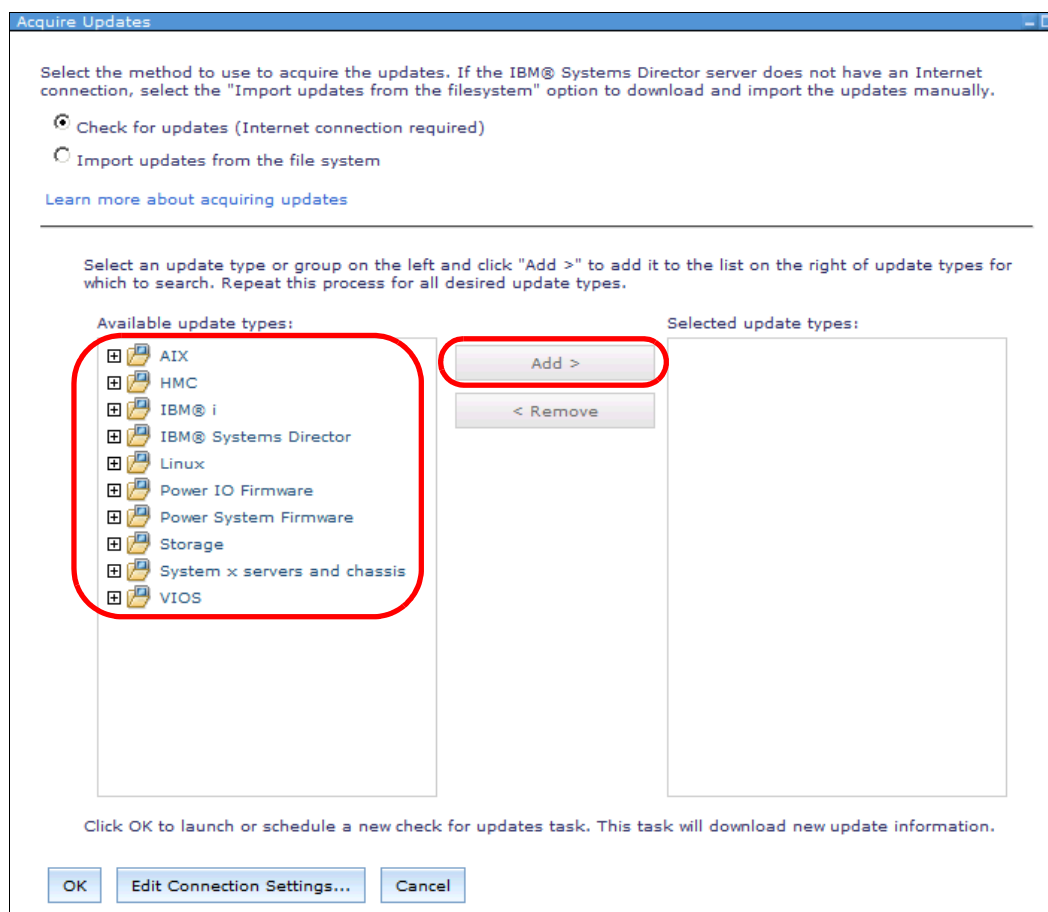 Acquire Updates
Select the method to use to acquire the updates. If the IBM® Systems Director server does not have an Internet
connection, select the "Import updates from the filesystem" option to download and import the updates manually.
Check for updates (Internet connection required)
Import updates from the file system
Learn more about acquiring updates
Select an update type or group on the left and click "Add >" to add it to the list on the right of update types for
which to search. Repeat this process for all desired update types.
Available update types:
AIX
HMC
IBM® i
IBM® Systems Director
Linux
Power IO Firmware
Power System Firmware
Storage
System x servers and chassis
VIOS
Add >
< Remove
Selected update types:
Click OK to launch or schedule a new check for updates task. This task will download new update information.
OK
Edit Connection Settings...
Cancel